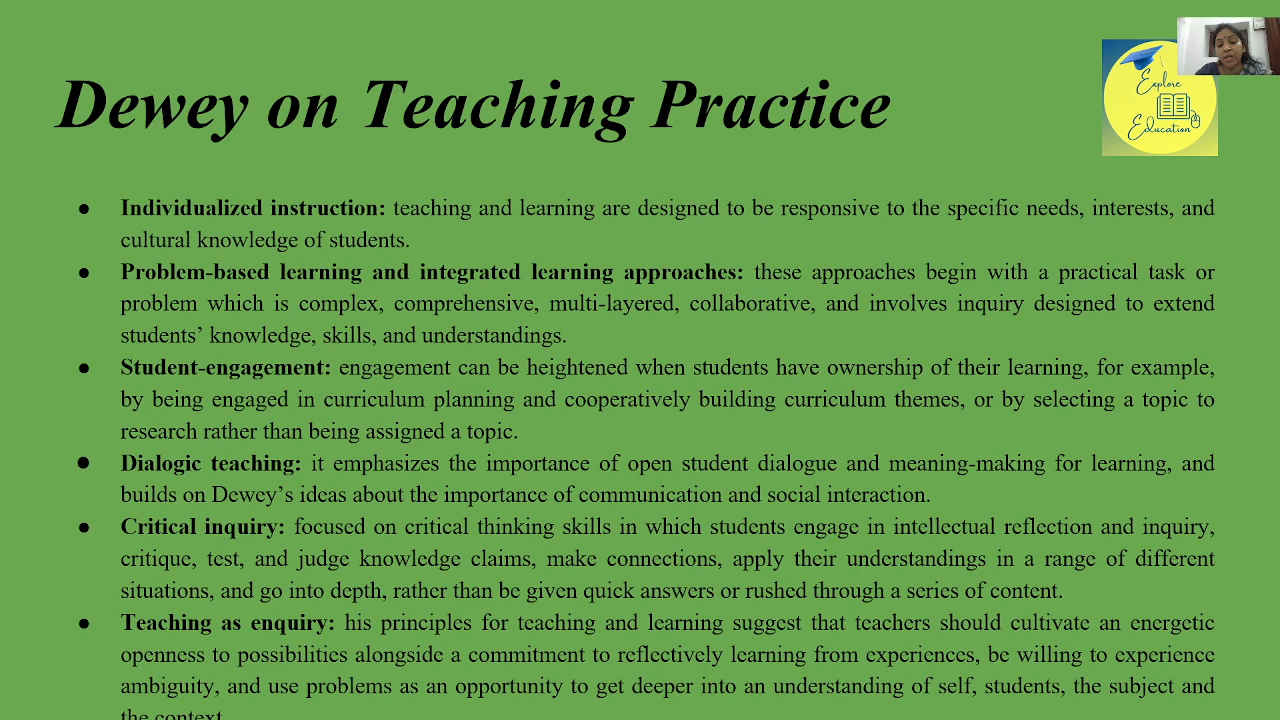 Dewey on Teaching Practice
Explore
Education
● Individualized instruction: teaching and learning are designed to be responsive to the specific needs, interests, and
cultural knowledge of students.
● Problem-based learning and integrated learning approaches: these approaches begin with a practical task or
problem which is complex, comprehensive, multi-layered, collaborative, and involves inquiry designed to extend
students’ knowledge, skills, and understandings.
● Student-engagement: engagement can be heightened when students have ownership of their learning, for example,
by being engaged in curriculum planning and cooperatively building curriculum themes, or by selecting a topic to
research rather than being assigned a topic.
● Dialogic teaching: it emphasizes the importance of open student dialogue and meaning-making for learning, and
builds on Dewey’s ideas about the importance of communication and social interaction.
● Critical inquiry: focused on critical thinking skills in which students engage in intellectual reflection and inquiry,
critique, test, and judge knowledge claims, make connections, apply their understandings in a range of different
situations, and go into depth, rather than be given quick answers or rushed through a series of content.
● Teaching as enquiry: his principles for teaching and learning suggest that teachers should cultivate an energetic
openness to possibilities alongside a commitment to reflectively learning from experiences, be willing to experience
ambiguity, and use problems as an opportunity to get deeper into an understanding of self, students, the subject and
the context.